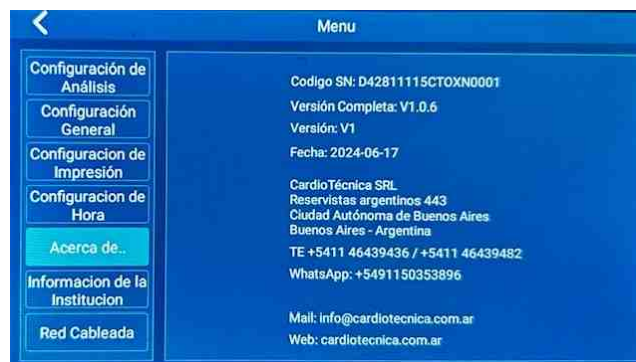 Menu
Configuración de
Análisis
Configuración
General
Configuracion de
Impresión
Configuracion de
Hora
Acerca de..
Informacion de la
Institucion
Red Cableada
Codigo SN: D42811115CTOXN0001
Versión Completa: V1.0.6
Versión: V1
Fecha: 2024-06-17
CardioTécnica SRL
Reservistas argentinos 443
Ciudad Autónoma de Buenos Aires
Buenos Aires - Argentina
TE +5411 46439436 / +5411 46439482
WhatsApp: +5491150353896
Mail: info@cardiotecnica.com.ar
Web: cardiotecnica.com.ar